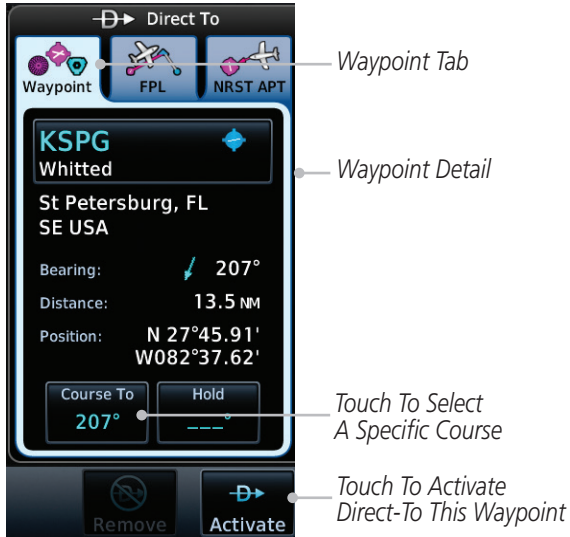 Direct To
Waypoint
FPL
NRST APT
Waypoint Tab
KSPG
Whitted
Waypoint Detail
St Petersburg, FL
SE USA
Bearing: 207°
Distance: 13.5 NM
Position: N 27°45.91'
W082°37.62'
Course To
207°
Hold
___°
Touch To Select
A Specific Course
Remove
Activate
Touch To Activate
Direct-To This Waypoint